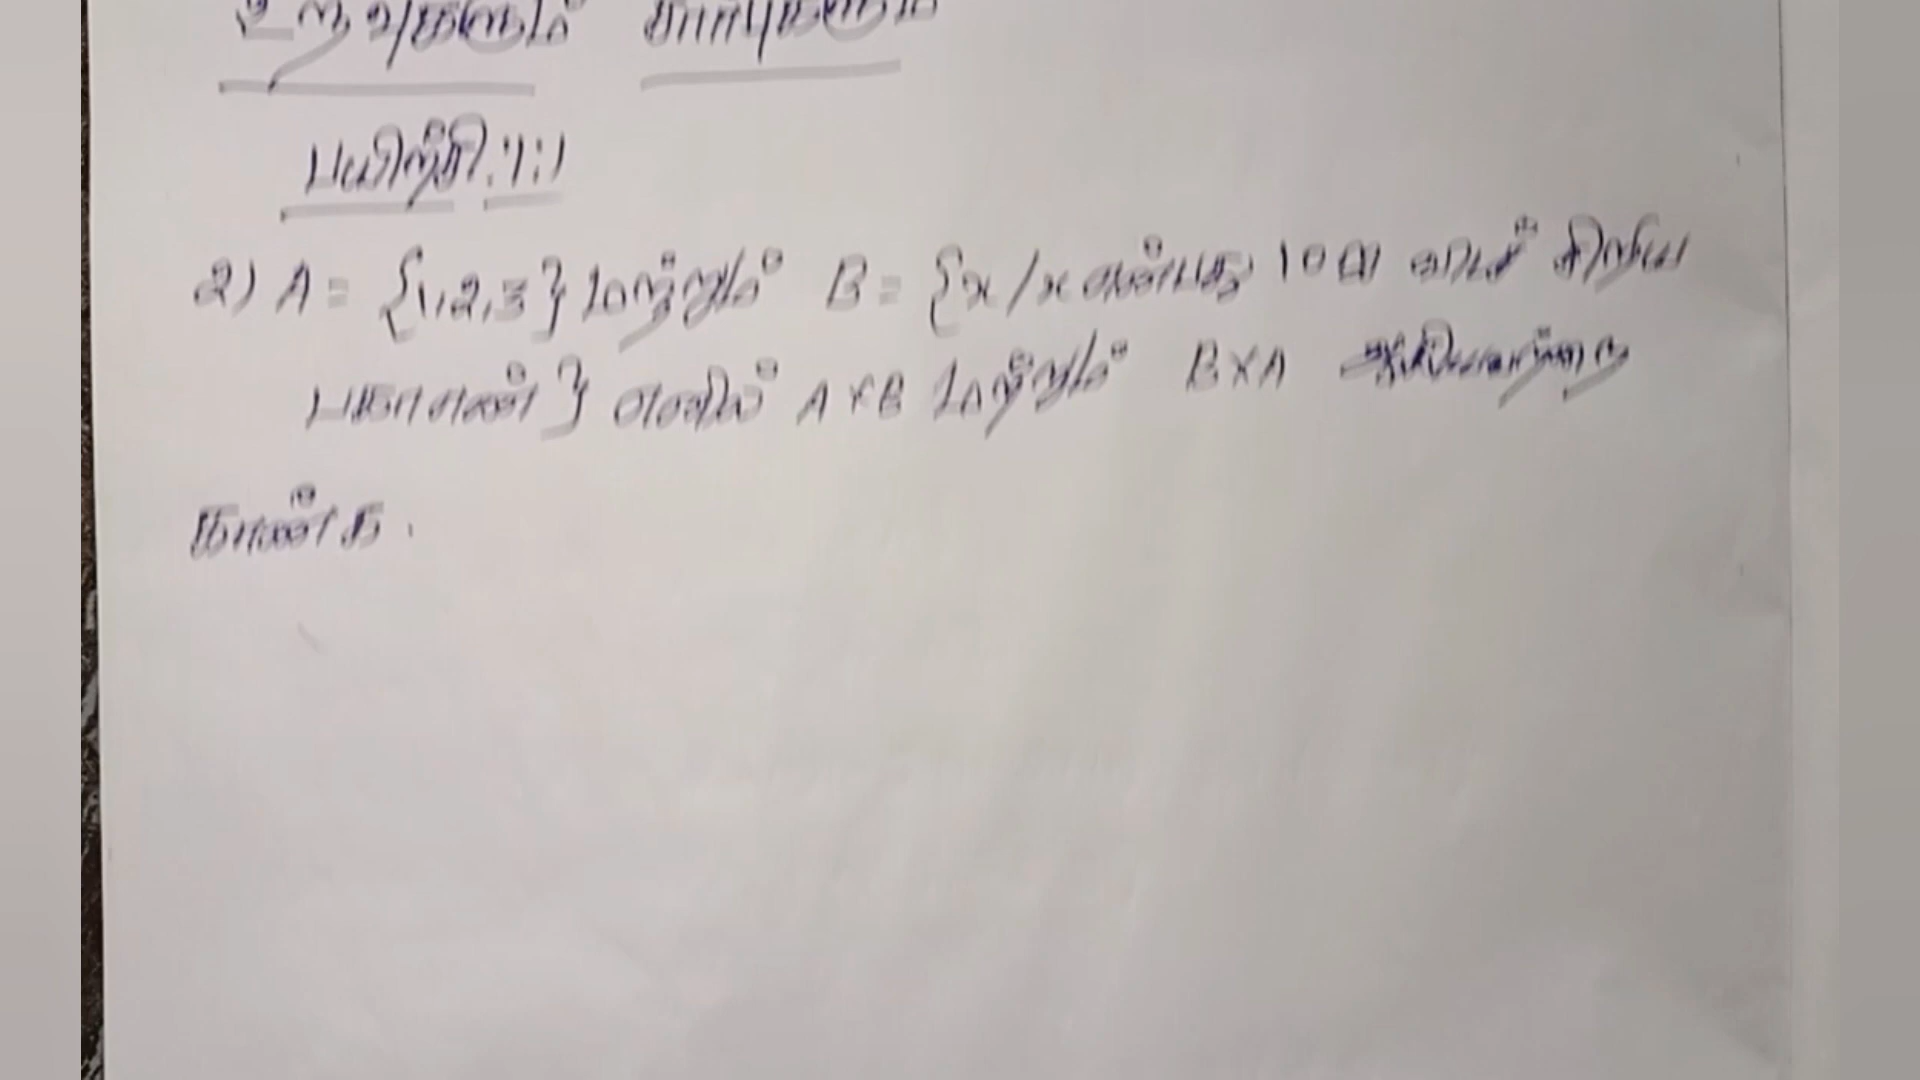 உறவுகளும் சார்புகளும்
பயிற்சி : 1.1
2) A = {1,2,3} மற்றும் B = {x/x என்பது 10 ஐ காட்டிலும் சிறிய
பகா எண்} எனில் A×B மற்றும் B×A ஆகியவற்றை
காண்க.